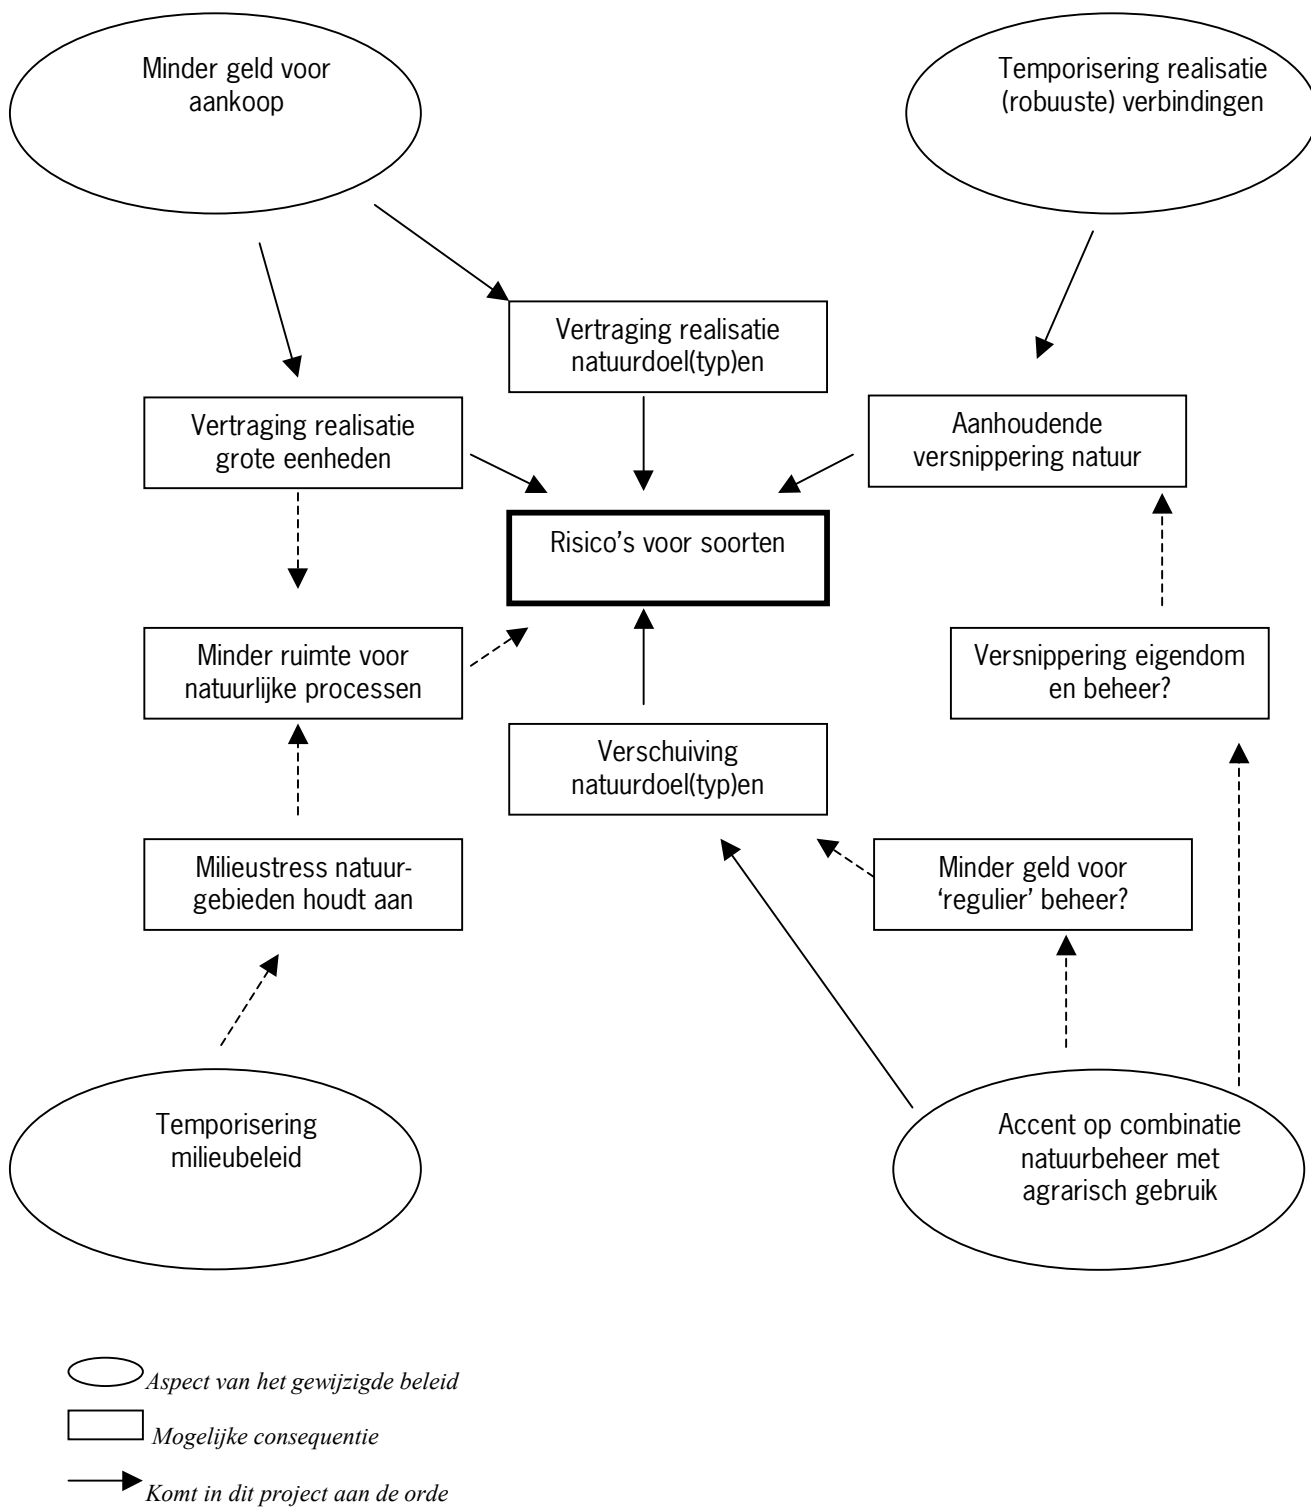 Minder geld voor
aankoop
Temporisering realisatie
(robuuste) verbindingen
Vertraging realisatie
natuurdoel(typ)en
Vertraging realisatie
grote eenheden
Aanhoudende
versnippering natuur
Risico's voor soorten
Minder ruimte voor
natuurlijke processen
Versnippering eigendom
en beheer?
Verschuiving
natuurdoel(typ)en
Milieustress natuur-
gebieden houdt aan
Minder geld voor
‘regulier’ beheer?
Temporisering
milieubeleid
Accent op combinatie
natuurbeheer met
agrarisch gebruik
Aspect van het gewijzigde beleid
Mogelijke consequentie
Komt in dit project aan de orde